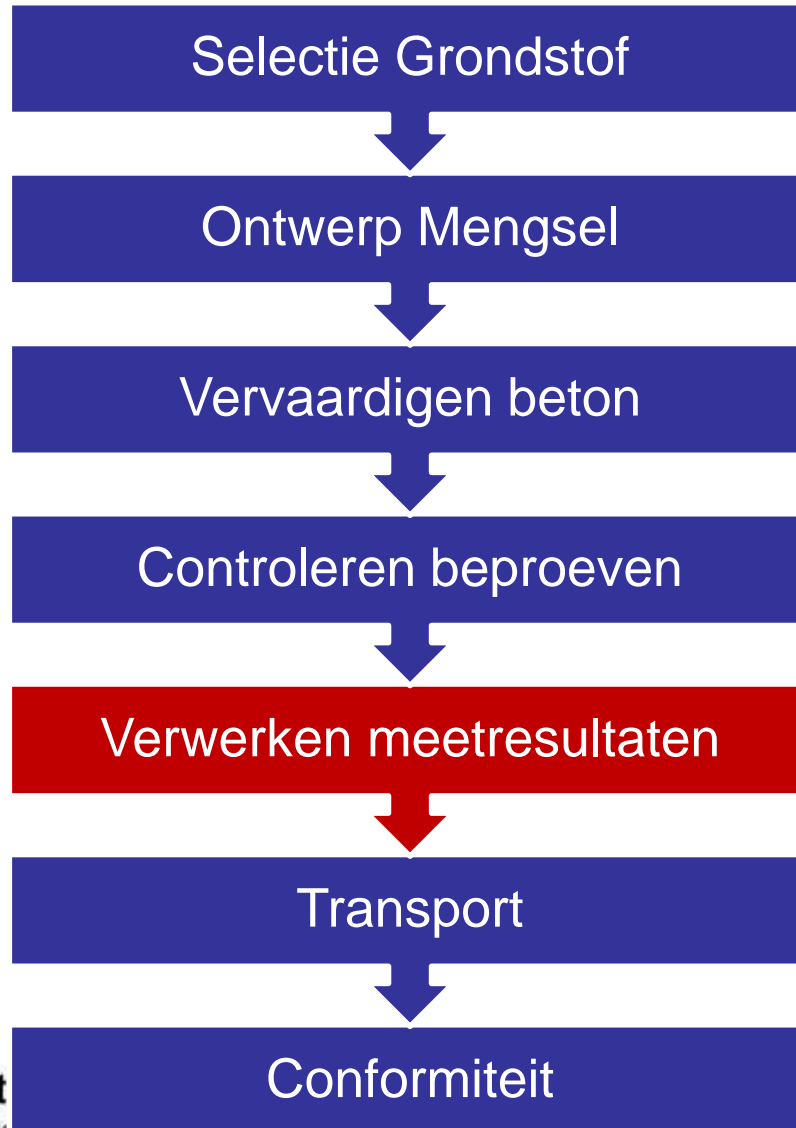 Selectie Grondstof
Ontwerp Mengsel
Vervaardigen beton
Controleren beproeven
Verwerken meetresultaten
Transport
Conformiteit
t